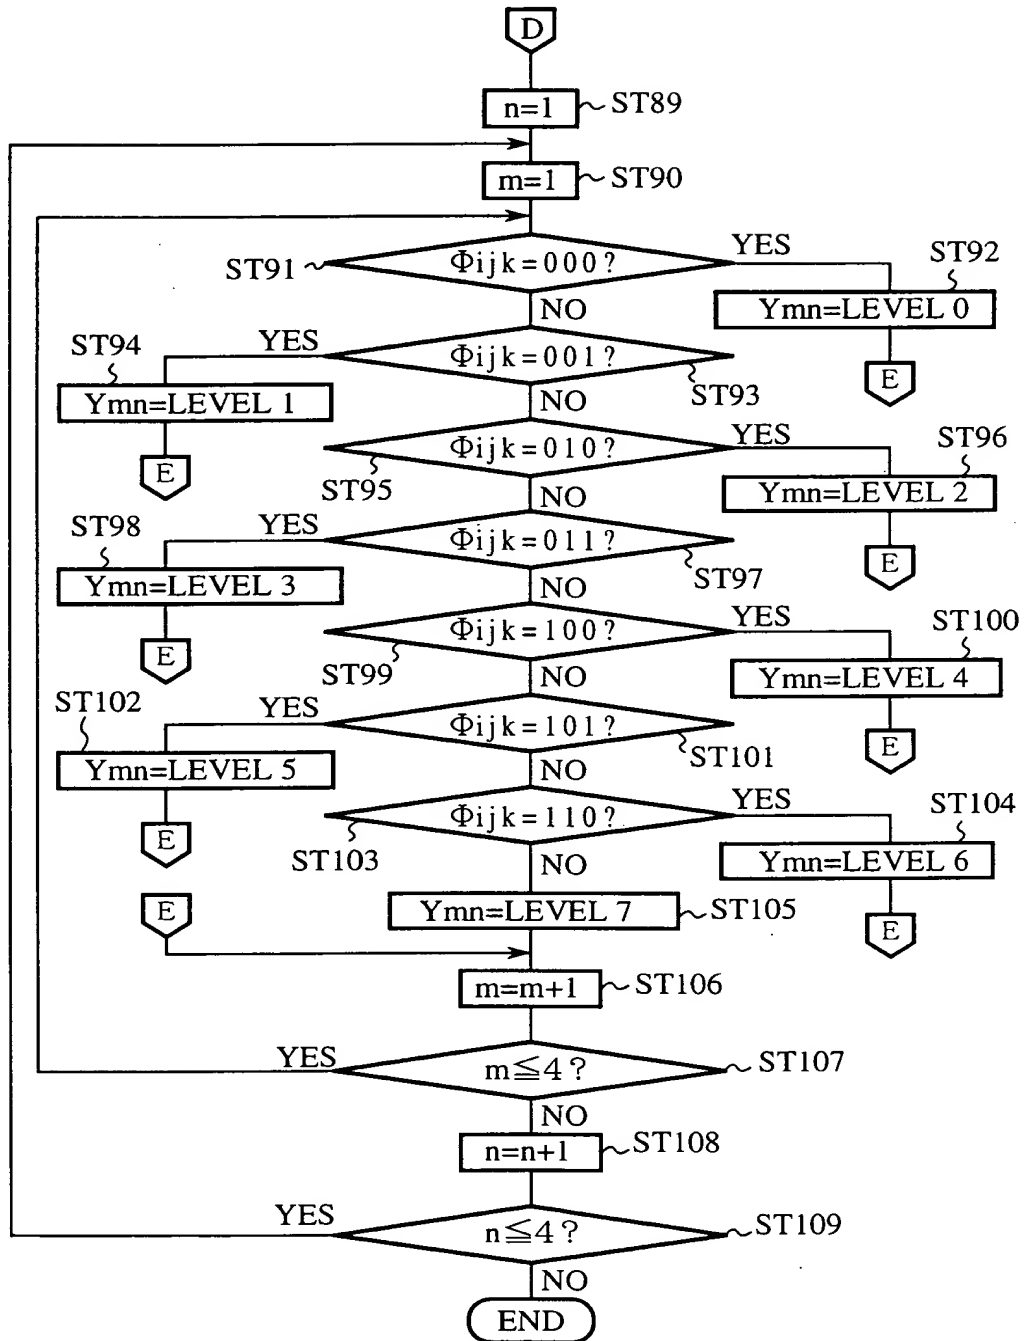 D
n=1 ST89
m=1 ST90
ST91 Φijk=000? YES ST92
NO Ymn=LEVEL 0
ST94 YES Φijk=001? ST93 E
Ymn=LEVEL 1 NO
E Φijk=010? YES ST96
ST95 NO Ymn=LEVEL 2
ST98 YES Φijk=011? ST97 E
Ymn=LEVEL 3 NO
E Φijk=100? YES ST100
ST99 NO Ymn=LEVEL 4
ST102 YES Φijk=101? ST101 E
Ymn=LEVEL 5 NO
E Φijk=110? YES ST104
ST103 NO Ymn=LEVEL 6
E Ymn=LEVEL 7 ST105 E
m=m+1 ST106
YES m≦4? ST107
NO
n=n+1 ST108
YES n≦4? ST109
NO
END